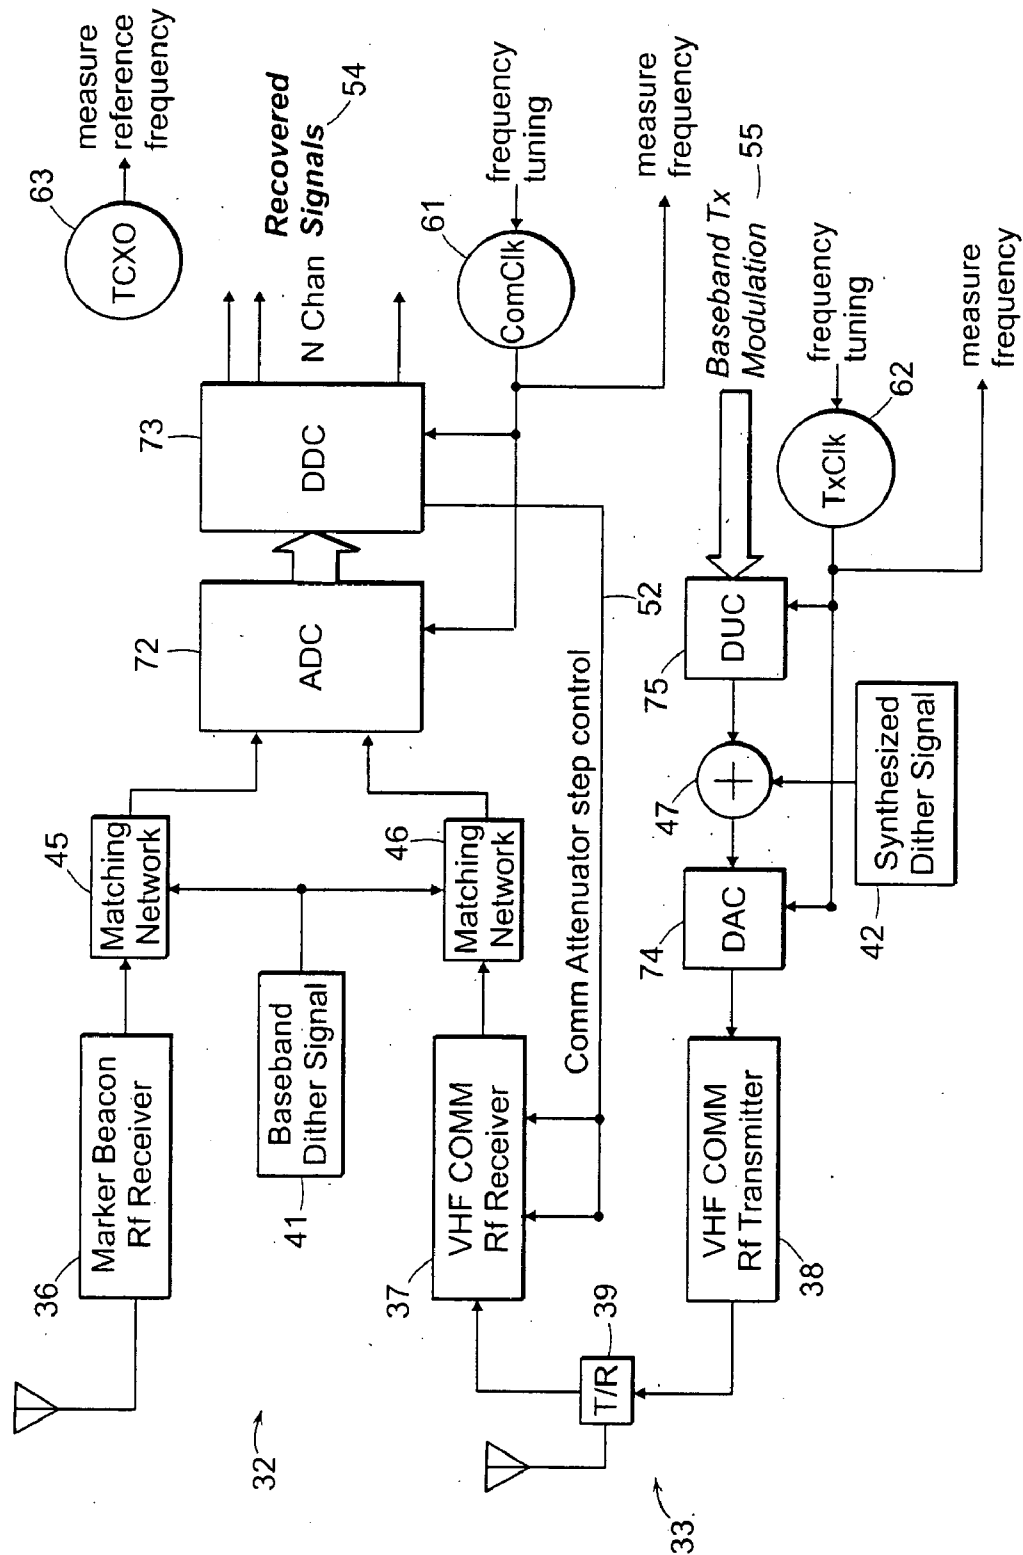 63
TCXO
measure
reference
frequency
Recovered
N Chan Signals
54
73
DDC
72
ADC
61
ComClk
frequency
tuning
measure
frequency
45
Matching
Network
46
Matching
Network
36
Marker Beacon
Rf Receiver
Baseband
Dither Signal
41
32
37
VHF COMM
Rf Receiver
Comm Attenuator step control
52
Baseband Tx
Modulation
55
frequency
tuning
TxClk
62
measure
frequency
75
DUC
47
+
74
DAC
Synthesized
Dither Signal
42
39
T/R
VHF COMM
Rf Transmitter
38
33